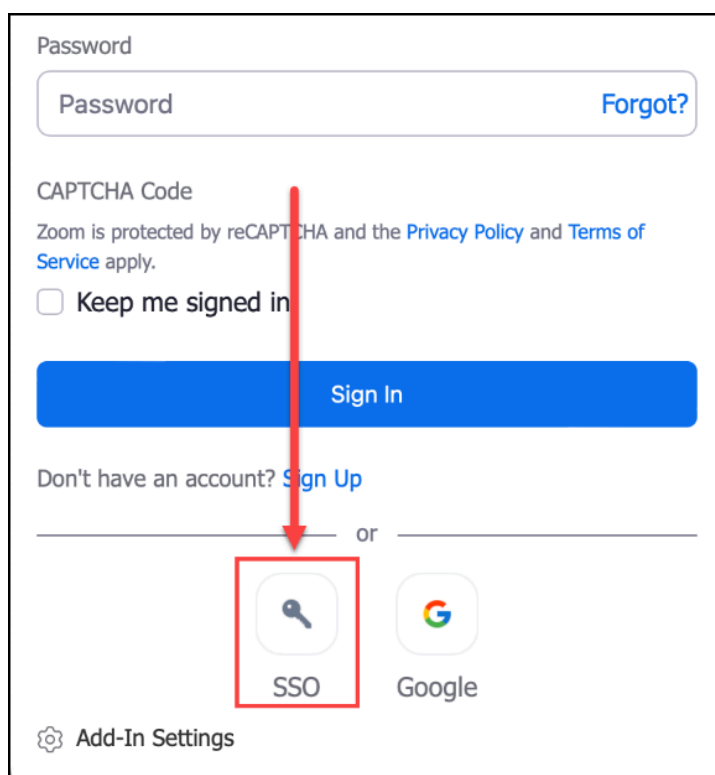 Password
Password Forgot?
CAPTCHA Code
Zoom is protected by reCAPTCHA and the Privacy Policy and Terms of
Service apply.
Keep me signed in
Sign In
Don't have an account? Sign Up
or
SSO Google
Add-In Settings